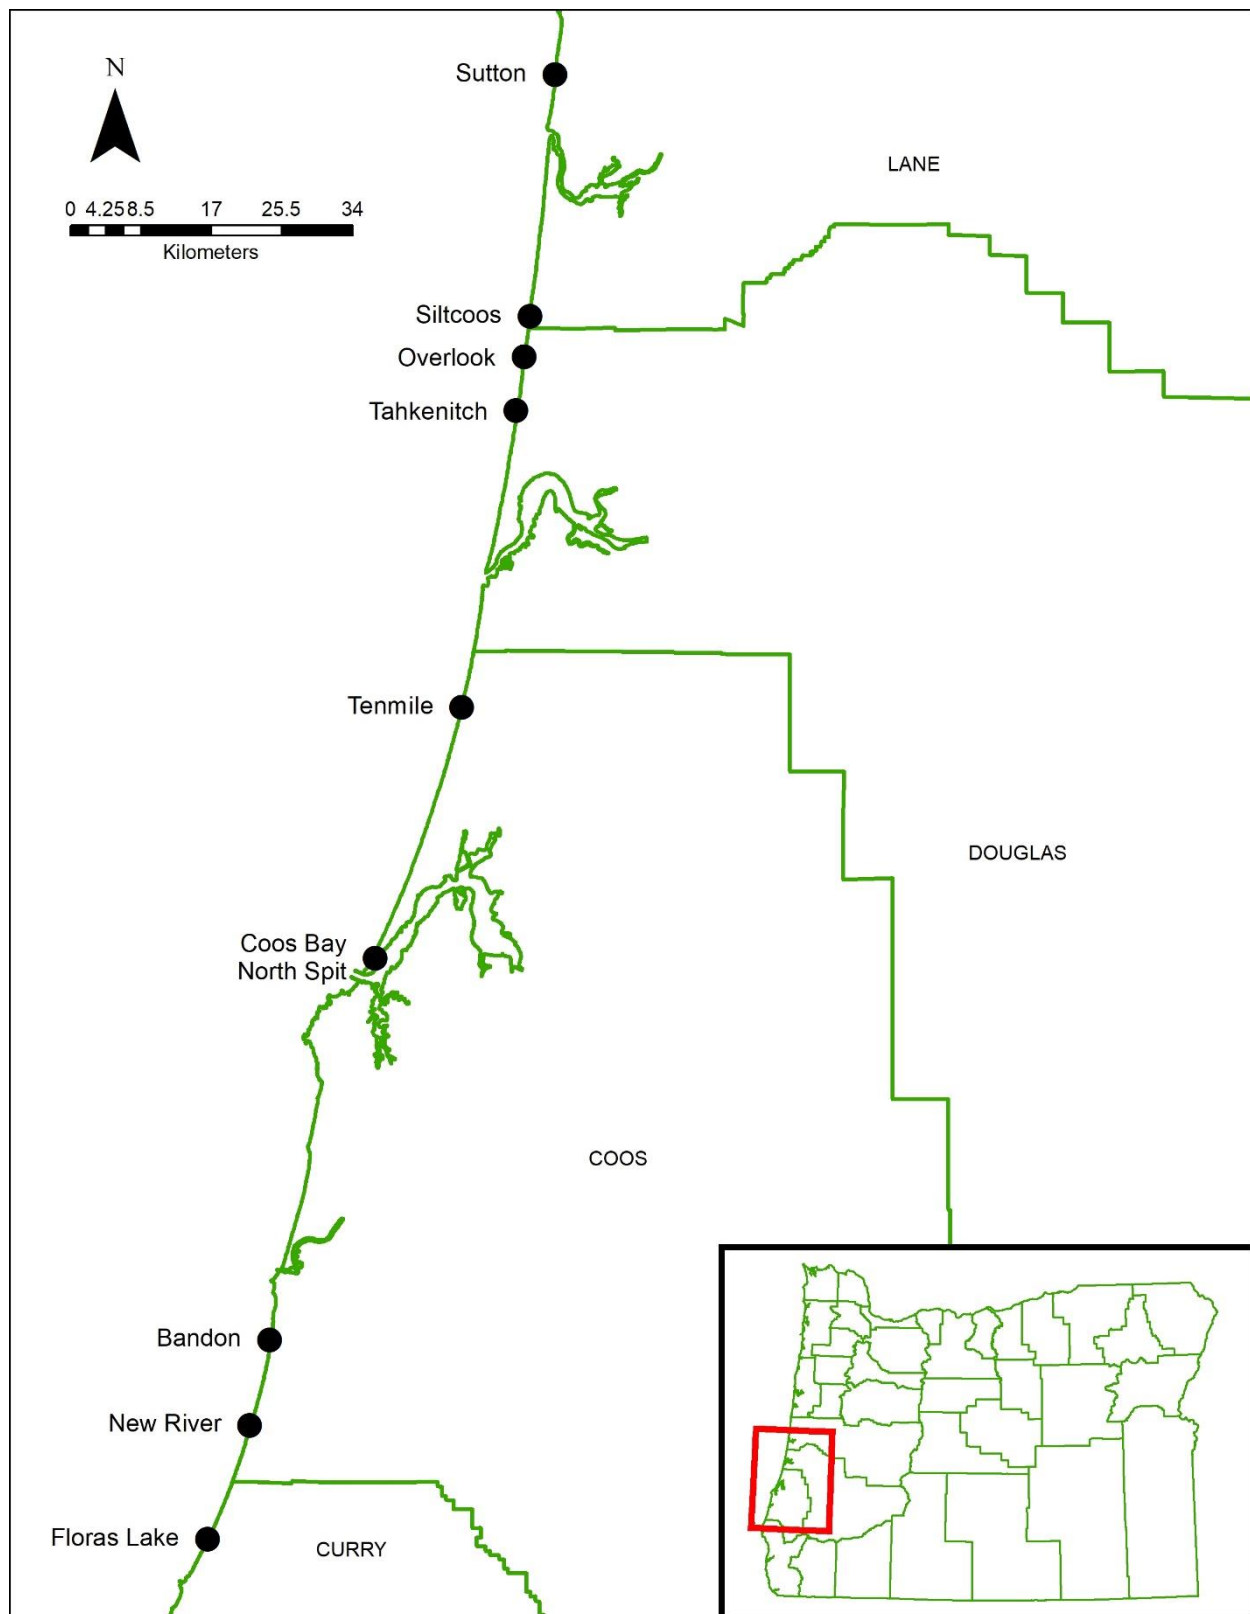 Sutton
N
LANE
0 4.25 8.5 17 25.5 34
Kilometers
Siltcoos
Overlook
Tahkenitch
Tenmile
DOUGLAS
Coos Bay
North Spit
COOS
Bandon
New River
Floras Lake
CURRY